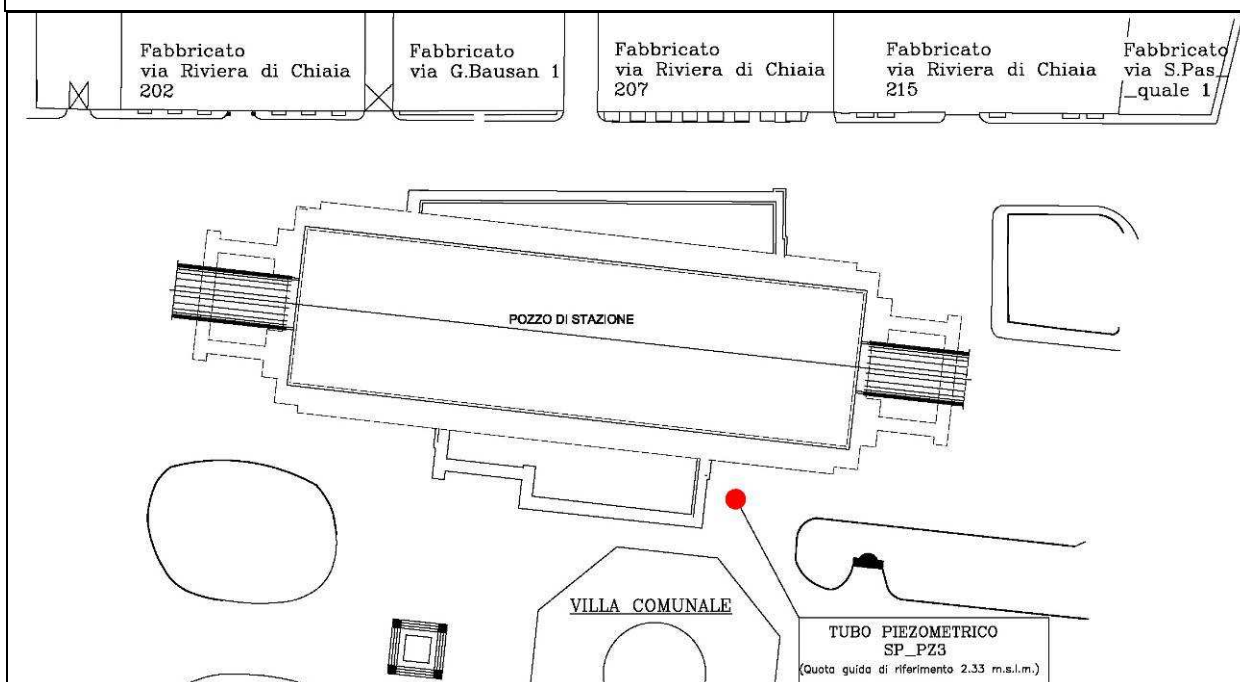 Fabbricato
via Riviera di Chiaia
202
Fabbricato
via G.Bausan 1
Fabbricato
via Riviera di Chiaia
207
Fabbricato
via Riviera di Chiaia
215
Fabbricato
via S.Pas_
_quale 1
POZZO DI STAZIONE
VILLA COMUNALE
TUBO PIEZOMETRICO
SP_PZ3
(Quota guida di riferimento 2.33 m.s.l.m.)